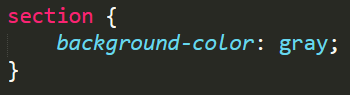 section {
    background-color: gray;
}